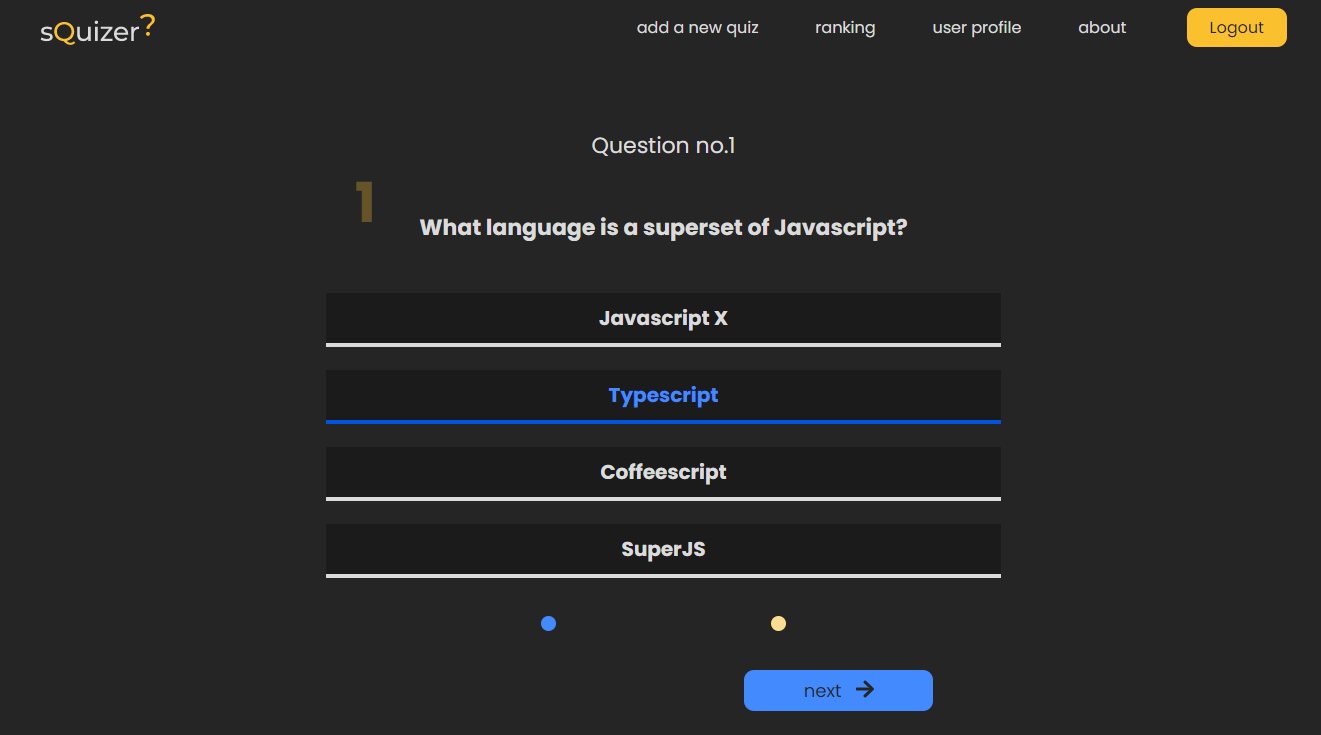 sQuizer?
add a new quiz
ranking
user profile
about
Logout
Question no.1
1
What language is a superset of Javascript?
Javascript X
Typescript
Coffeescript
SuperJS
next